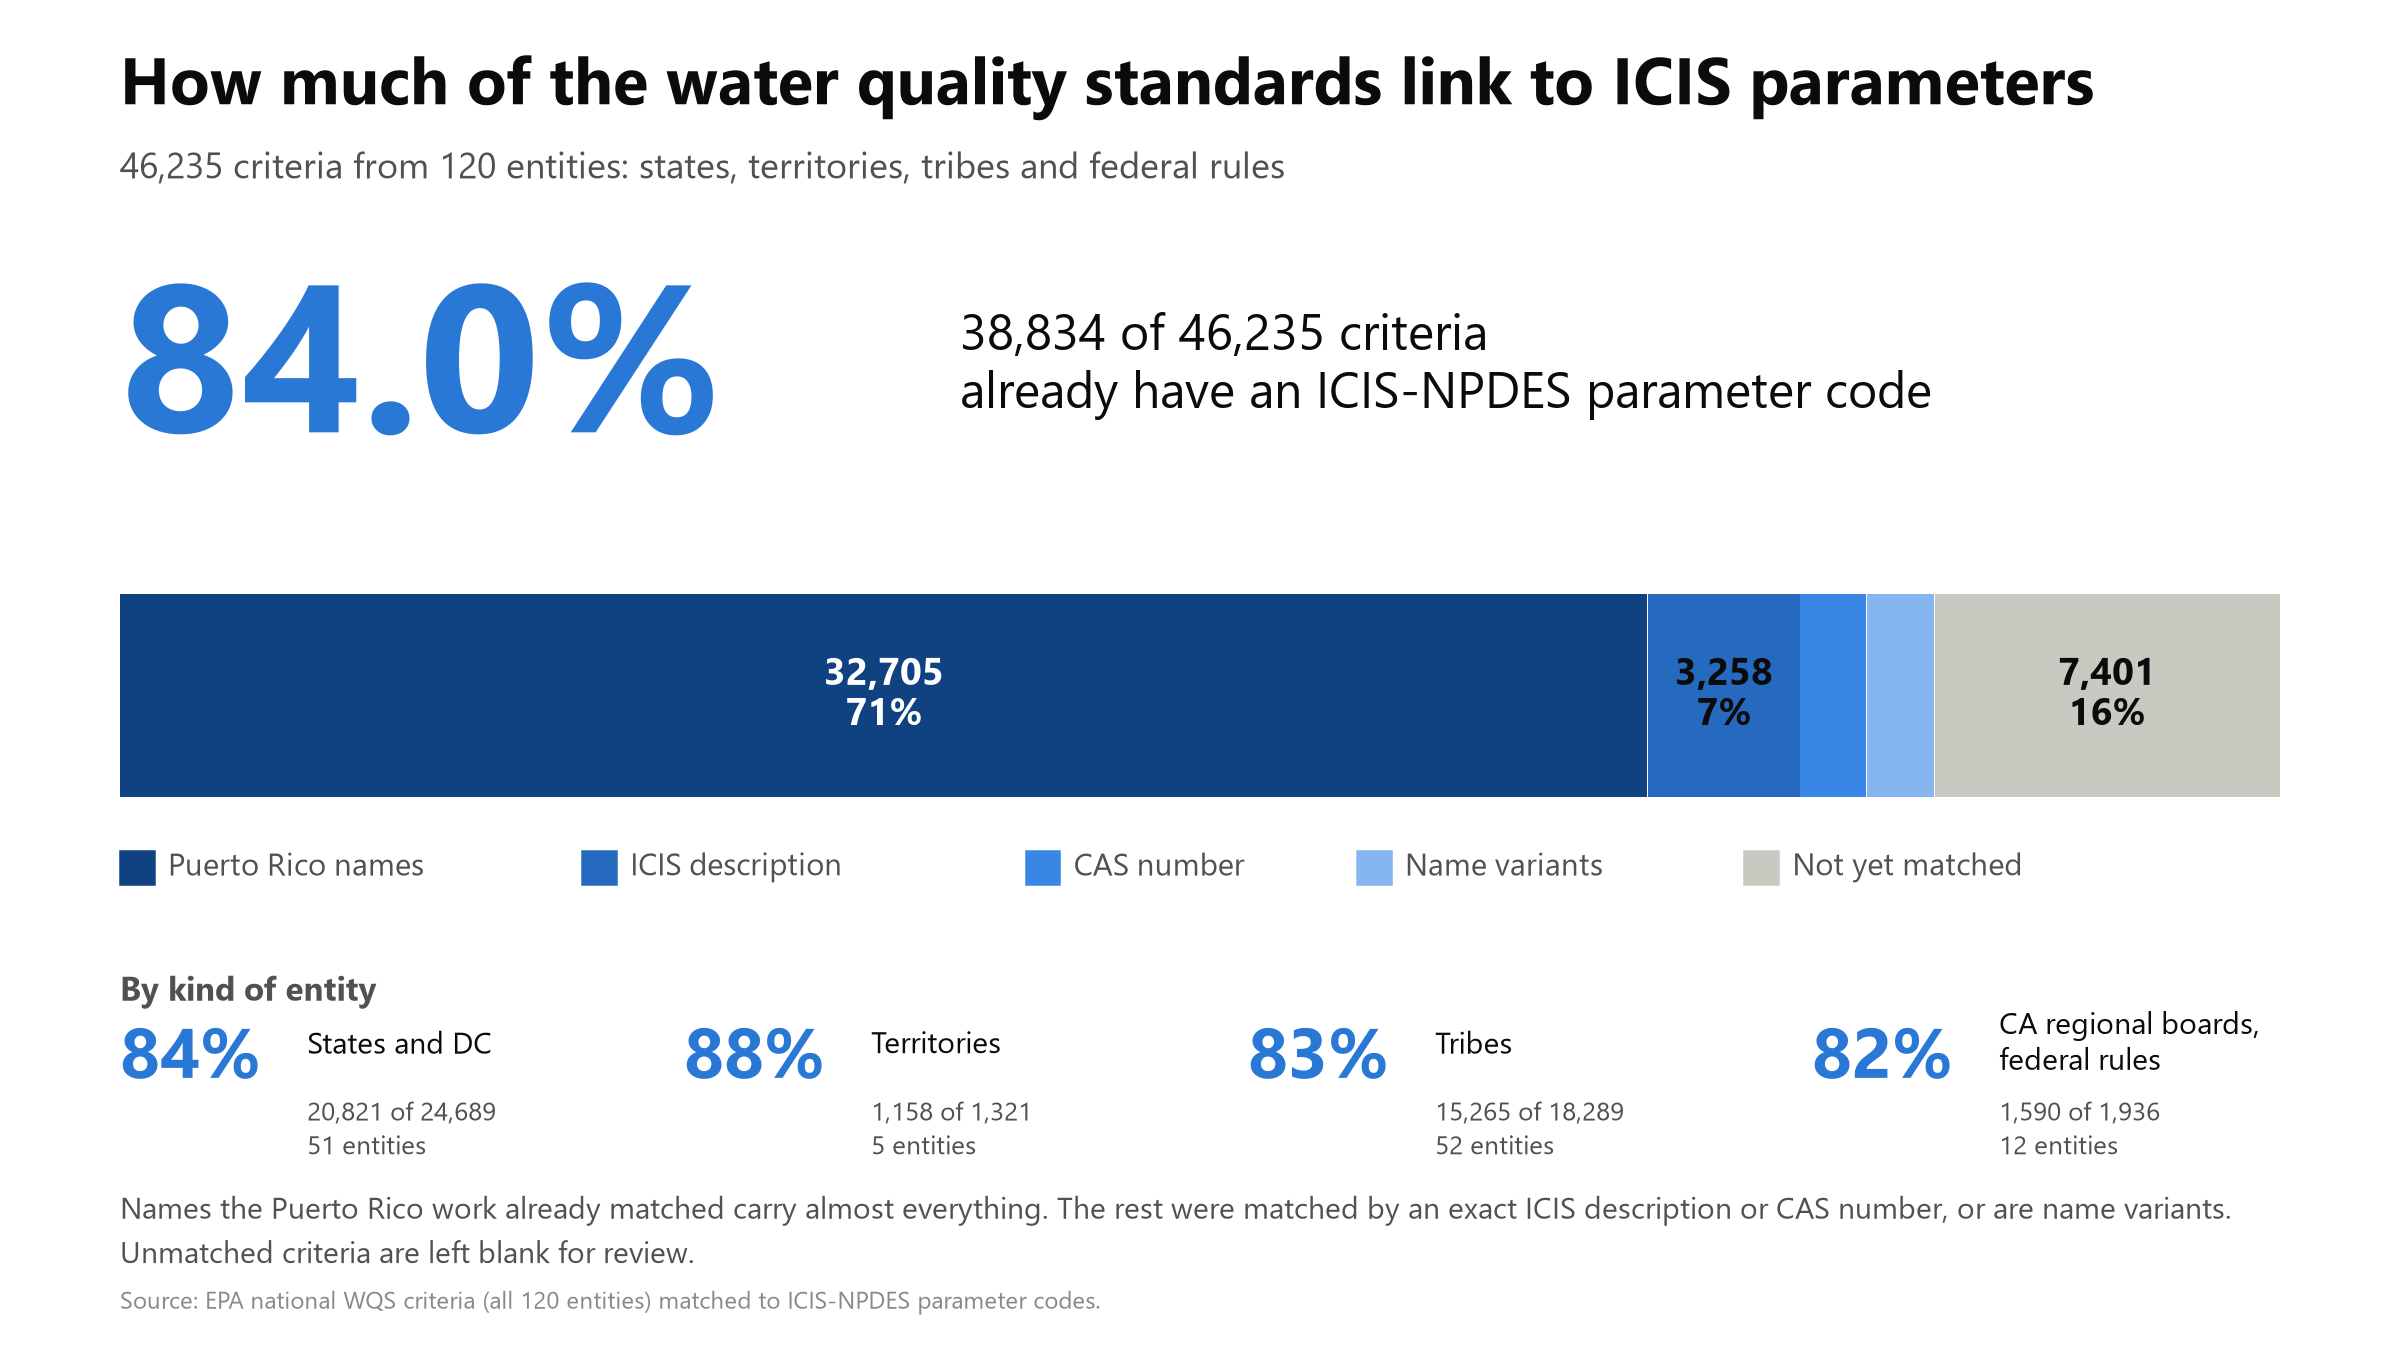 How much of the water quality standards link to ICIS parameters
46,235 criteria from 120 entities: states, territories, tribes and federal rules
84.0%
38,834 of 46,235 criteria
already have an ICIS-NPDES parameter code
32,705
71%
3,258
7%
7,401
16%
Puerto Rico names
ICIS description
CAS number
Name variants
Not yet matched
By kind of entity
84%
States and DC
20,821 of 24,689
51 entities
88%
Territories
1,158 of 1,321
5 entities
83%
Tribes
15,265 of 18,289
52 entities
82%
CA regional boards,
federal rules
1,590 of 1,936
12 entities
Names the Puerto Rico work already matched carry almost everything. The rest were matched by an exact ICIS description or CAS number, or are name variants.
Unmatched criteria are left blank for review.
Source: EPA national WQS criteria (all 120 entities) matched to ICIS-NPDES parameter codes.